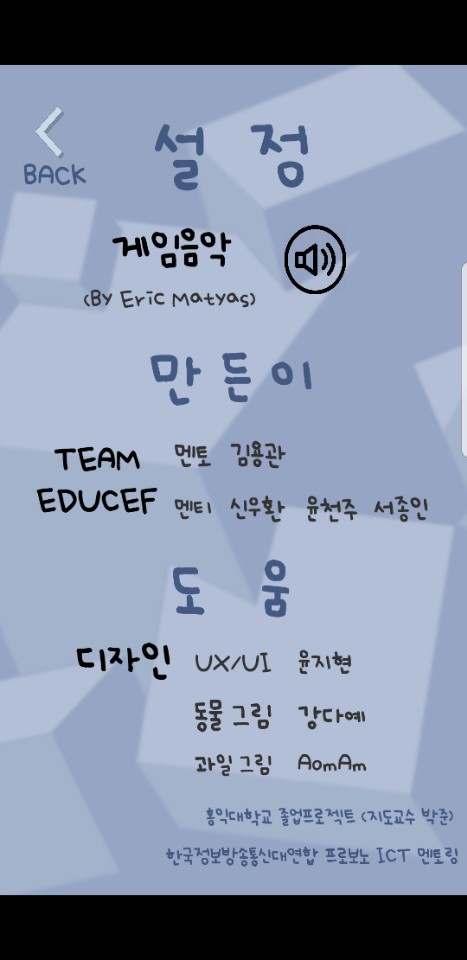 설 정
BACK
게임음악
(By Eric Matyas)
만 든 이
TEAM
EDUCEF
멘토 김용관
멘티 신우환 윤천주 서종인
도 움
디자인 UX/UI 윤지현
동물 그림 강다예
과일 그림 AomAm
홍익대학교 졸업프로젝트 (지도교수 박준)
한국정보방송통신대연합 프로보노 ICT 멘토링